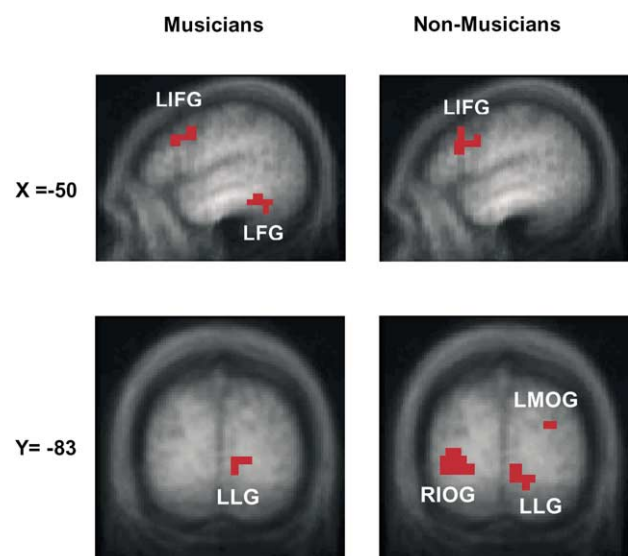 Musicians
Non-Musicians
LIFG
LIFG
X =-50
LFG
LMOG
Y= -83
LLG
RIOG
LLG